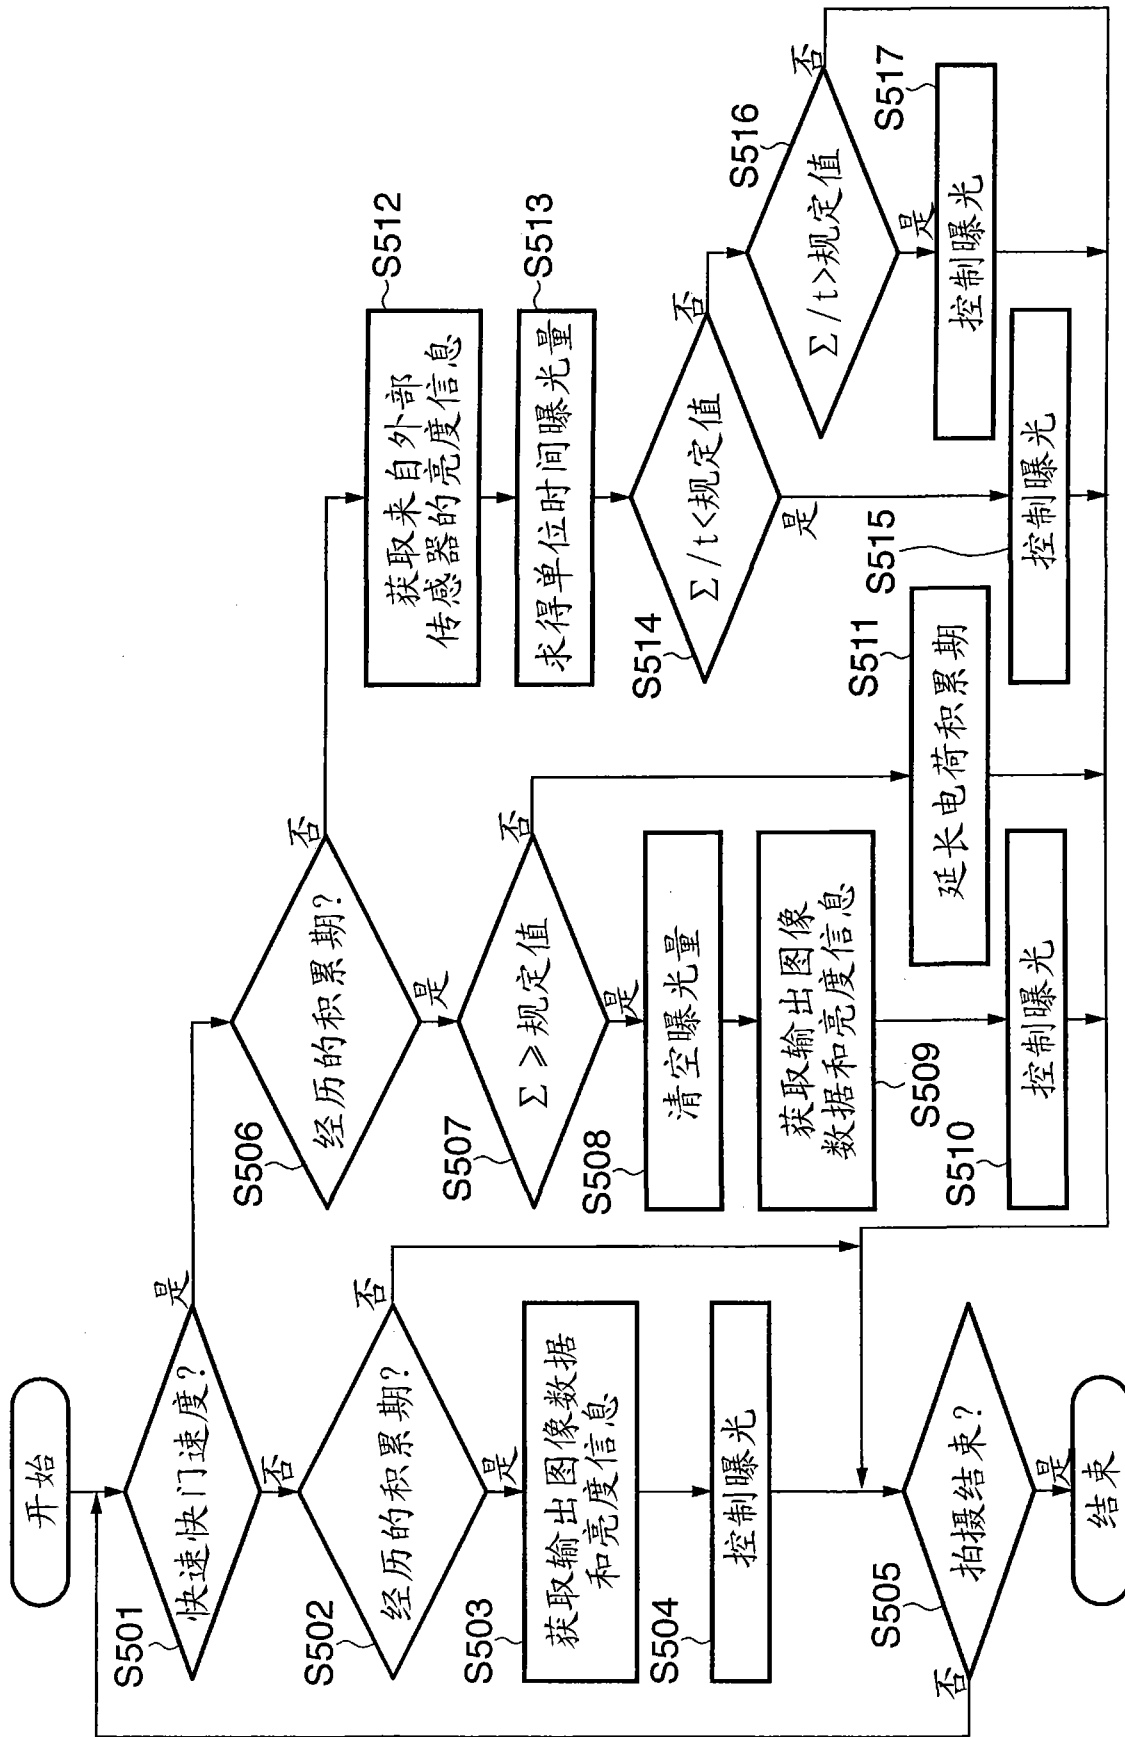 开始
S501
快速快门速度?
是
否
S502
经历的积累期?
否
是
S503
获取输出图像数据
和亮度信息
S504
控制曝光
S505
拍摄结束?
否
是
结束
S506
经历的积累期?
否
是
S507
Σ≥规定值
否
是
S508
清空曝光量
获取输出图像
数据和亮度信息
S509
S510
控制曝光
S511
延长电荷积累期
S512
获取来自外部
传感器的亮度信息
S513
求得单位时间曝光量
S514
Σ/t<规定值
否
是
S515
控制曝光
S516
Σ/t>规定值
否
是
S517
控制曝光